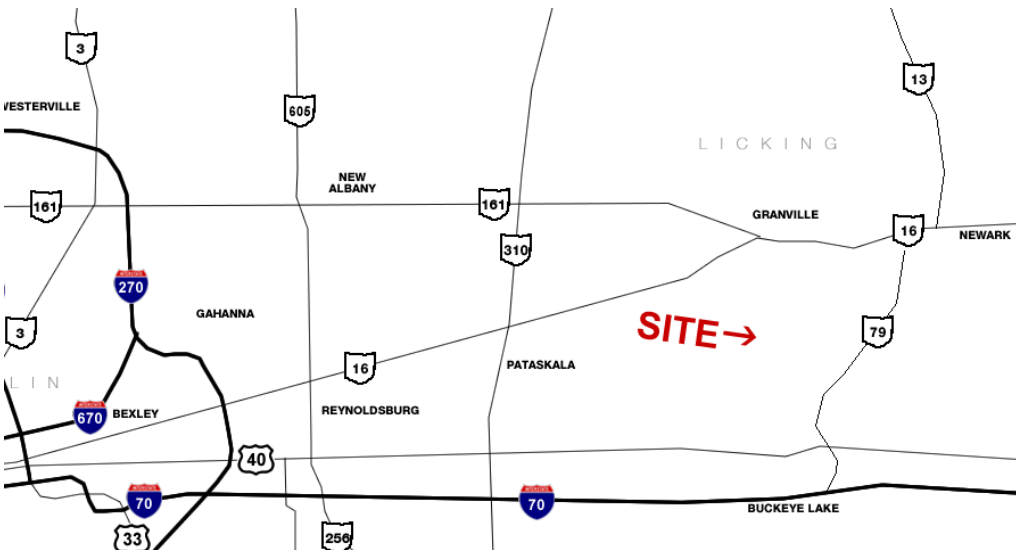 3
13
605
WESTERVILLE
LICKING
NEW
ALBANY
161
161
GRANVILLE
16
NEWARK
310
270
GAHANNA
SITE→
3
79
PATASKALA
16
LIN
670
BEXLEY
REYNOLDSBURG
40
70
70
BUCKEYE LAKE
33
256